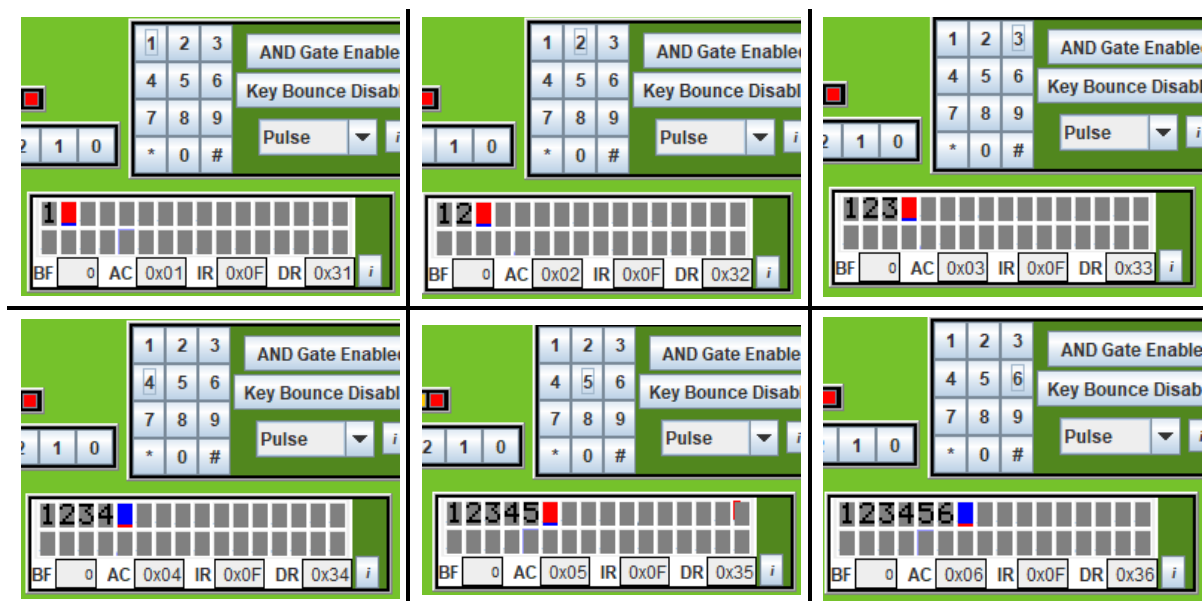 1 2 3 AND Gate Enabled
4 5 6
Key Bounce Disabl
7 8 9
Pulse i
2 1 0
* 0 #
1
BF 0 AC 0x01 IR 0x0F DR 0x31 i
1 2 3 AND Gate Enabled
4 5 6
Key Bounce Disab
7 8 9
Pulse i
1 0
* 0 #
12
BF 0 AC 0x02 IR 0x0F DR 0x32 i
1 2 3 AND Gate Enable
4 5 6
Key Bounce Disabl
7 8 9
Pulse i
2 1 0
* 0 #
123
BF 0 AC 0x03 IR 0x0F DR 0x33 i
1 2 3 AND Gate Enabled
4 5 6
Key Bounce Disabl
7 8 9
Pulse i
2 1 0
* 0 #
1234
BF 0 AC 0x04 IR 0x0F DR 0x34 i
1 2 3 AND Gate Enable
4 5 6
Key Bounce Disab
7 8 9
Pulse i
2 1 0
* 0 #
12345
BF 0 AC 0x05 IR 0x0F DR 0x35 i
1 2 3 AND Gate Enable
4 5 6
Key Bounce Disab
7 8 9
Pulse i
1 0
* 0 #
123456
BF 0 AC 0x06 IR 0x0F DR 0x36 i